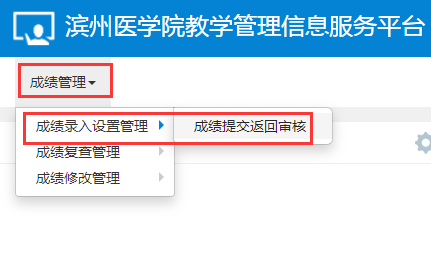 滨州医学院教学管理信息服务平台
成绩管理
成绩录入设置管理
成绩提交返回审核
成绩复查管理
成绩修改管理